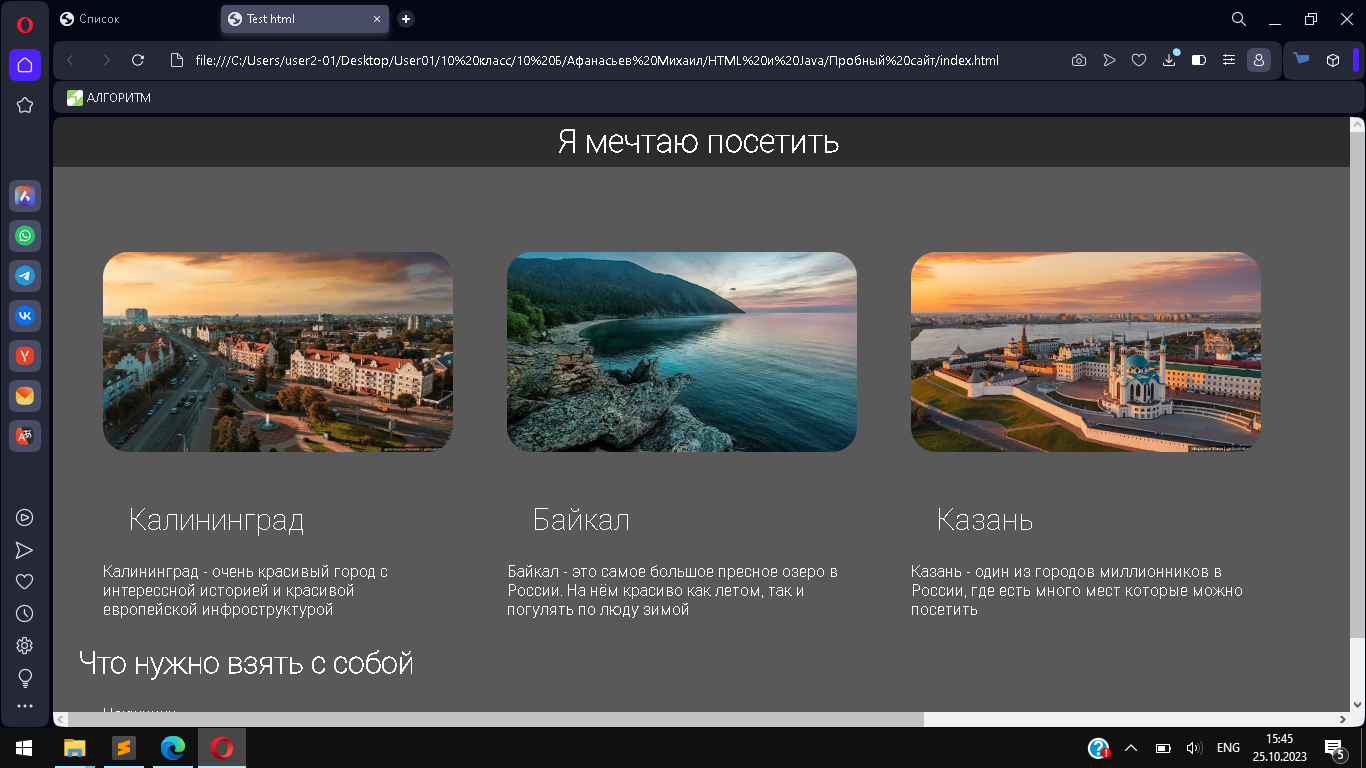 Список
Test html
file:///C:/Users/user2-01/Desktop/User01/10%20класс/10%20Б/Афанасьев%20Михаил/HTML%20и%20Java/Пробный%20сайт/index.html
АЛГОРИТМ
Я мечтаю посетить
Калининград
Байкал
Казань
Калининград - очень красивый город с
интерессной историей и красивой
европейской инфроструктурой
Байкал - это самое большое пресное озеро в
России. На нём красиво как летом, так и
погулять по люду зимой
Казань - один из городов миллионников в
России, где есть много мест которые можно
посетить
Что нужно взять с собой
ENG
15:45
25.10.2023
5